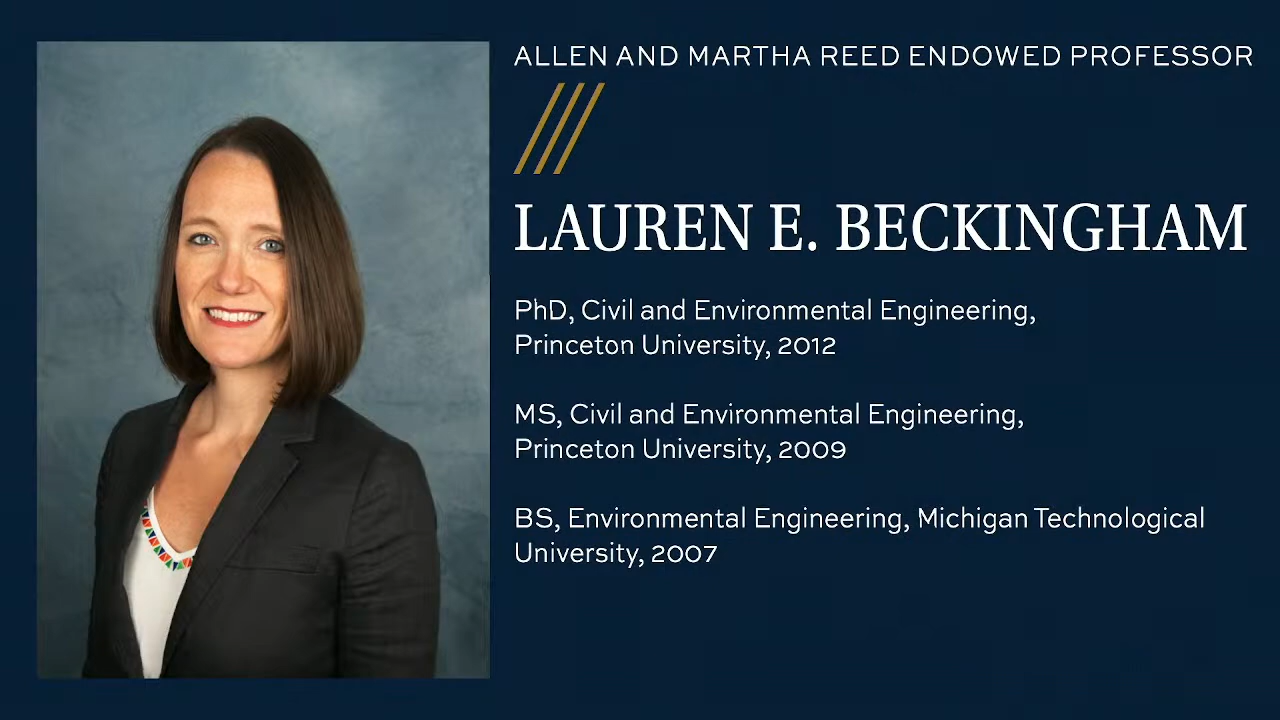 ALLEN AND MARTHA REED ENDOWED PROFESSOR
LAUREN E. BECKINGHAM
PhD, Civil and Environmental Engineering,
Princeton University, 2012
MS, Civil and Environmental Engineering,
Princeton University, 2009
BS, Environmental Engineering, Michigan Technological
University, 2007